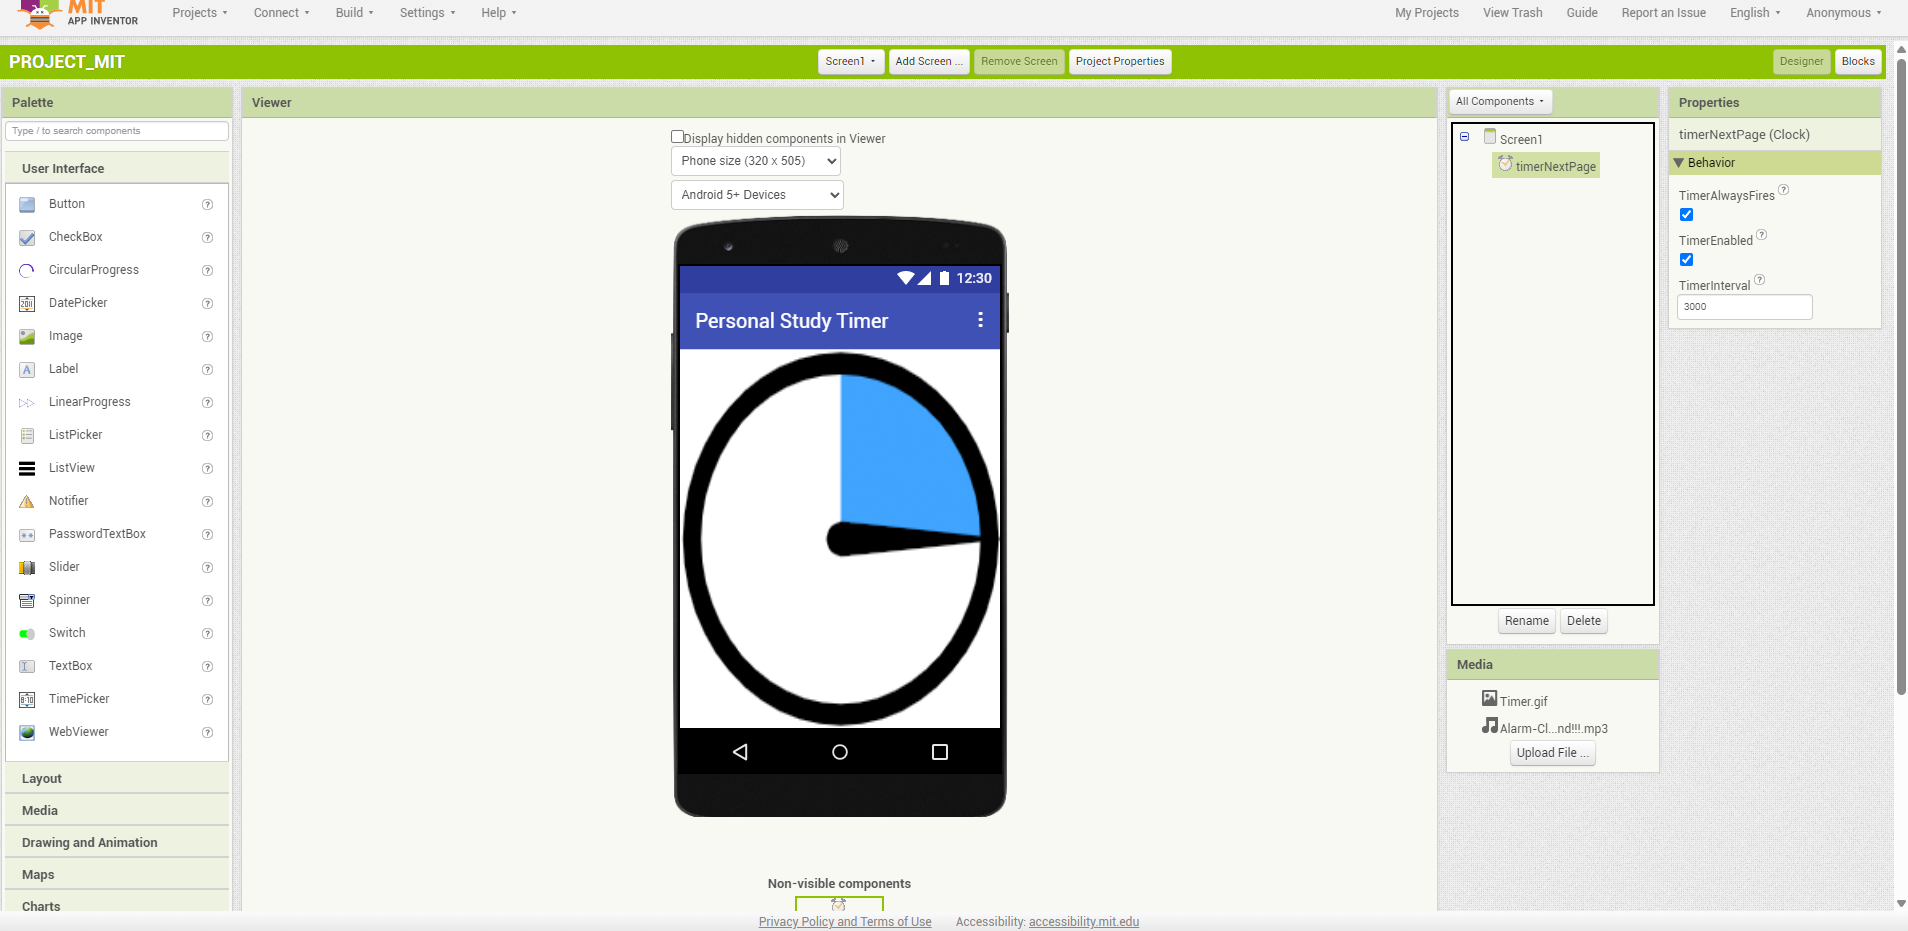 MIT
APP INVENTOR
Projects Connect Build Settings Help
My Projects View Trash Guide Report an Issue English Anonymous
PROJECT_MIT
Screen1 Add Screen ... Remove Screen Project Properties
Designer Blocks
Palette
Type / to search components
User Interface
Button
CheckBox
CircularProgress
DatePicker
Image
Label
LinearProgress
ListPicker
ListView
Notifier
PasswordTextBox
Slider
Spinner
Switch
TextBox
TimePicker
WebViewer
Layout
Media
Drawing and Animation
Maps
Charts
Viewer
Display hidden components in Viewer
Phone size (320 x 505)
Android 5+ Devices
12:30
Personal Study Timer
Non-visible components
All Components
Screen1
timerNextPage
Rename Delete
Media
Timer.gif
Alarm-Cl...nd!!!.mp3
Upload File ...
Properties
timerNextPage (Clock)
Behavior
TimerAlwaysFires
TimerEnabled
TimerInterval
3000
Privacy Policy and Terms of Use Accessibility: accessibility.mit.edu